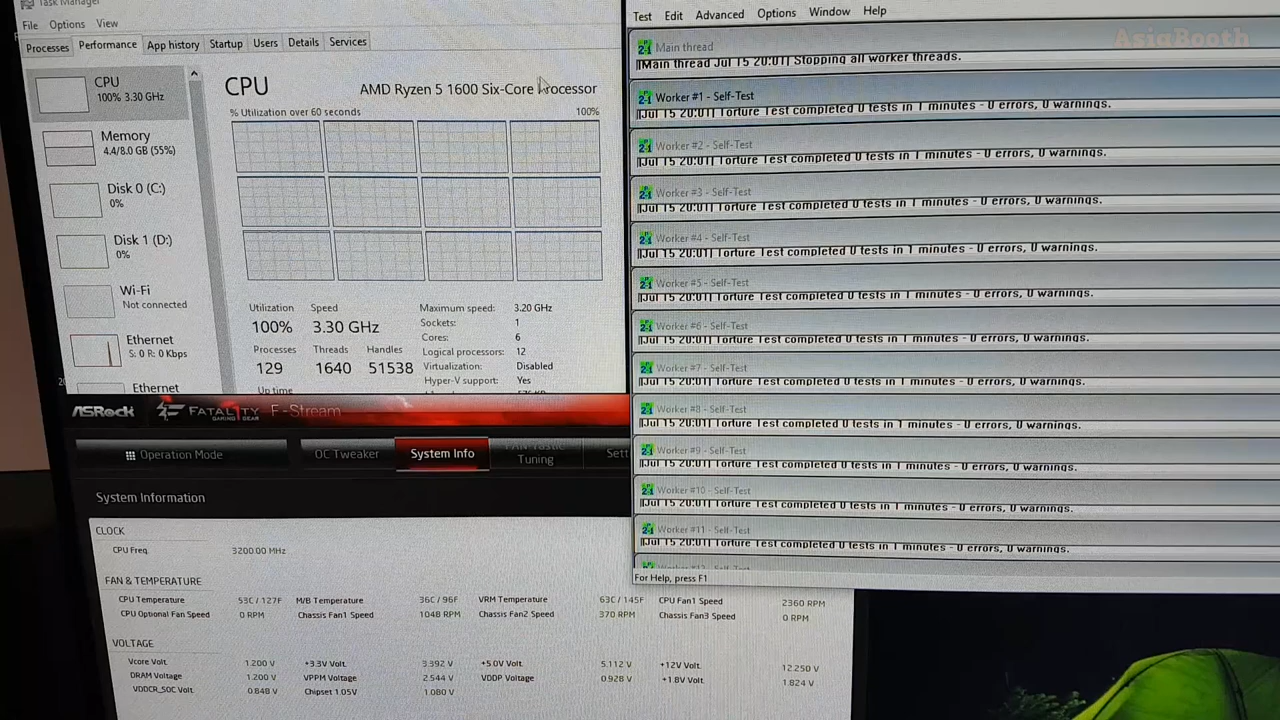 Task Manager
File Options View
Processes Performance App history Startup Users Details Services
CPU
100% 3.30 GHz
Memory
4.4/8.0 GB (55%)
Disk 0 (C:)
0%
Disk 1 (D:)
0%
Wi-Fi
Not connected
Ethernet
S: 0 R: 0 Kbps
Ethernet
CPU
AMD Ryzen 5 1600 Six-Core Processor
% Utilization over 60 seconds 100%
Utilization Speed
100% 3.30 GHz
Processes Threads Handles
129 1640 51538
Up time
Maximum speed: 3.20 GHz
Sockets: 1
Cores: 6
Logical processors: 12
Virtualization: Disabled
Hyper-V support: Yes
Test Edit Advanced Options Window Help
AsiaBooth
Main thread
[Main thread Jul 15 20:01] Stopping all worker threads.
Worker #1 - Self-Test
[Jul 15 20:01] Torture Test completed 0 tests in 1 minutes - 0 errors, 0 warnings.
Worker #2 - Self-Test
[Jul 15 20:01] Torture Test completed 0 tests in 1 minutes - 0 errors, 0 warnings.
Worker #3 - Self-Test
[Jul 15 20:01] Torture Test completed 0 tests in 1 minutes - 0 errors, 0 warnings.
Worker #4 - Self-Test
[Jul 15 20:01] Torture Test completed 0 tests in 1 minutes - 0 errors, 0 warnings.
Worker #5 - Self-Test
[Jul 15 20:01] Torture Test completed 0 tests in 1 minutes - 0 errors, 0 warnings.
Worker #6 - Self-Test
[Jul 15 20:01] Torture Test completed 0 tests in 1 minutes - 0 errors, 0 warnings.
Worker #7 - Self-Test
[Jul 15 20:01] Torture Test completed 0 tests in 1 minutes - 0 errors, 0 warnings.
Worker #8 - Self-Test
[Jul 15 20:01] Torture Test completed 0 tests in 1 minutes - 0 errors, 0 warnings.
Worker #9 - Self-Test
[Jul 15 20:01] Torture Test completed 0 tests in 1 minutes - 0 errors, 0 warnings.
Worker #10 - Self-Test
[Jul 15 20:01] Torture Test completed 0 tests in 1 minutes - 0 errors, 0 warnings.
Worker #11 - Self-Test
[Jul 15 20:01] Torture Test completed 0 tests in 1 minutes - 0 errors, 0 warnings.
For Help, press F1
ASRock FATAL1TY GAMING GEAR F-Stream
Operation Mode OC Tweaker System Info FAN-Tastic Tuning Sett
System Information
CLOCK
CPU Freq. 3200.00 MHz
FAN & TEMPERATURE
CPU Temperature 53C / 127F M/B Temperature 36C / 96F VRM Temperature 63C / 145F CPU Fan1 Speed 2360 RPM
CPU Optional Fan Speed 0 RPM Chassis Fan1 Speed 1048 RPM Chassis Fan2 Speed 370 RPM Chassis Fan3 Speed 0 RPM
VOLTAGE
Vcore Volt. 1.200 V +3.3V Volt. 3.392 V +5.0V Volt. 5.112 V +12V Volt. 12.250 V
DRAM Voltage 1.200 V VPPM Voltage 2.544 V VDDP Voltage 0.928 V +1.8V Volt. 1.824 V
VDDCR_SOC Volt. 0.848 V Chipset 1.05V 1.080 V